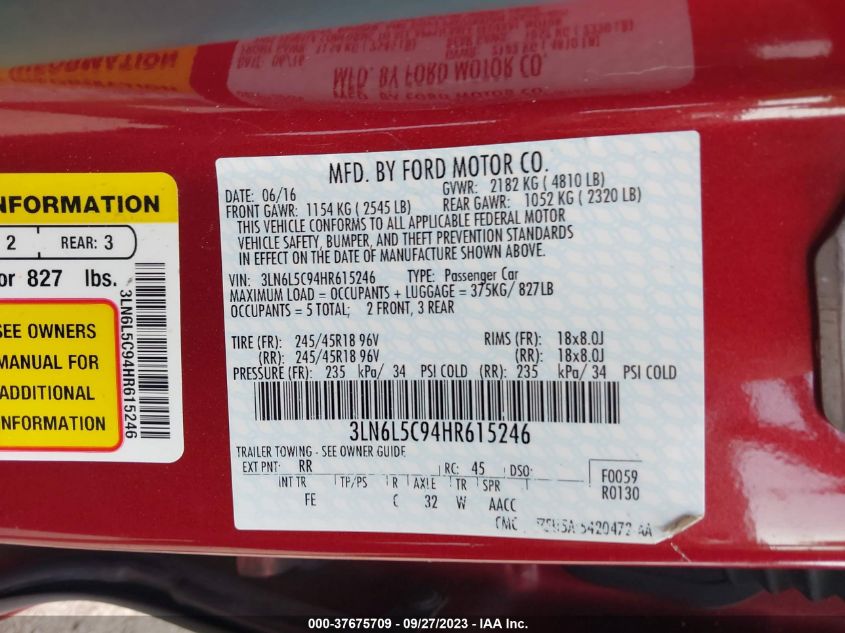 MFD. BY FORD MOTOR CO.
DATE: 06/16 GVWR: 2182 KG ( 4810 LB)
FRONT GAWR: 1154 KG ( 2545 LB) REAR GAWR: 1052 KG ( 2320 LB)
THIS VEHICLE CONFORMS TO ALL APPLICABLE FEDERAL MOTOR
VEHICLE SAFETY, BUMPER, AND THEFT PREVENTION STANDARDS
IN EFFECT ON THE DATE OF MANUFACTURE SHOWN ABOVE.
VIN: 3LN6L5C94HR615246 TYPE: Passenger Car
MAXIMUM LOAD = OCCUPANTS + LUGGAGE = 375KG/ 827LB
OCCUPANTS = 5 TOTAL; 2 FRONT, 3 REAR
TIRE (FR): 245/45R18 96V RIMS (FR): 18x8.0J
(RR): 245/45R18 96V (RR): 18x8.0J
PRESSURE (FR): 235 kPa/ 34 PSI COLD (RR): 235 kPa/ 34 PSI COLD
3LN6L5C94HR615246
TRAILER TOWING - SEE OWNER GUIDE
EXT PNT: RR RC: 45 DSO:
INT TR TP/PS R AXLE TR SPR
FE C 32 W AACC
F0059
R0130
NFORMATION
2 REAR: 3
or 827 lbs.
SEE OWNERS
MANUAL FOR
ADDITIONAL
INFORMATION
3LN6L5C94HR615246
000-37675709 - 09/27/2023 - ©IAA, Inc.